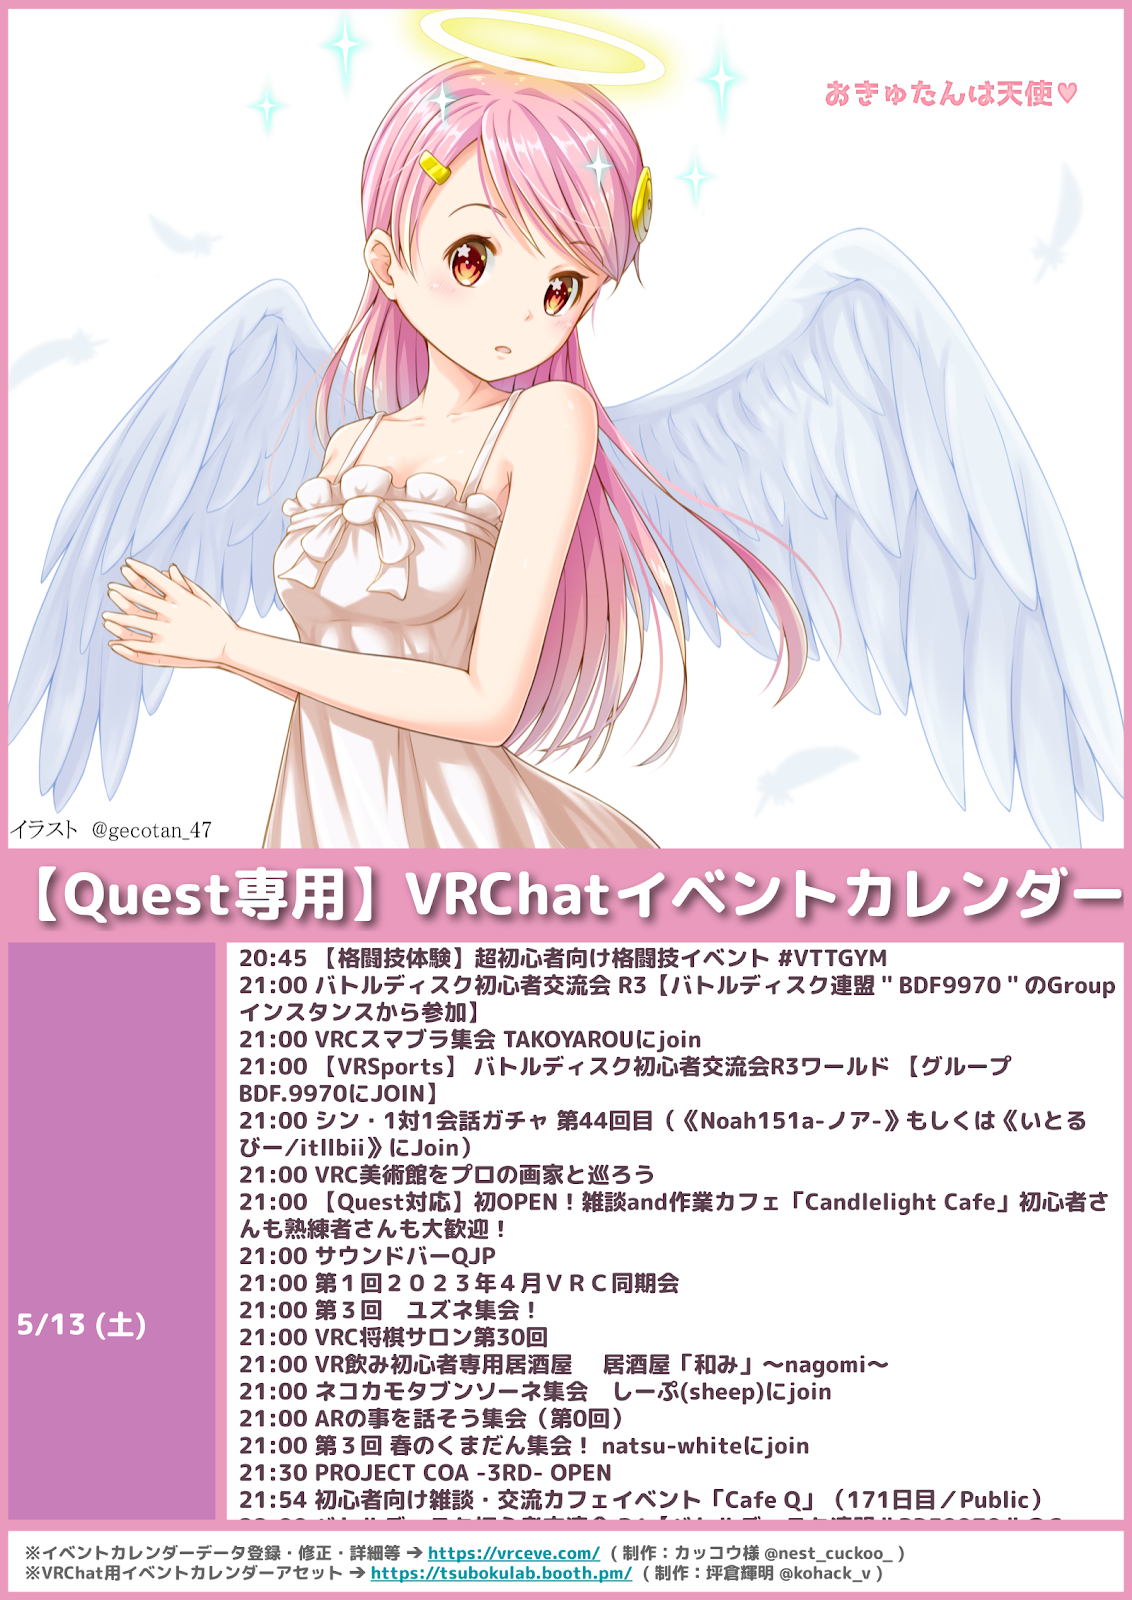 おきゅたんは天使♥
イラスト @gecotan_47
【Quest専用】VRChatイベントカレンダー
5/13 (土)
20:45 【格闘技体験】超初心者向け格闘技イベント #VTTGYM
21:00 バトルディスク初心者交流会 R3【バトルディスク連盟＂BDF9970＂のGroup
インスタンスから参加】
21:00 VRCスマブラ集会 TAKOYAROUにjoin
21:00 【VRSports】 バトルディスク初心者交流会R3ワールド 【グループ
BDF.9970にJOIN】
21:00 シン・1対1会話ガチャ 第44回目（《Noah151a-ノア-》もしくは《いとる
びー/itllbii》にJoin）
21:00 VRC美術館をプロの画家と巡ろう
21:00 【Quest対応】初OPEN！雑談and作業カフェ「Candlelight Cafe」初心者さ
んも熟練者さんも大歓迎！
21:00 サウンドバーQJP
21:00 第１回２０２３年４月ＶＲＣ同期会
21:00 第３回　ユズネ集会！
21:00 VRC将棋サロン第30回
21:00 VR飲み初心者専用居酒屋　 居酒屋「和み」～nagomi～
21:00 ネコカモタブンソーネ集会　しーぷ(sheep)にjoin
21:00 ARの事を話そう集会（第0回）
21:00 第３回 春のくまだん集会！ natsu-whiteにjoin
21:30 PROJECT COA -3RD- OPEN
21:54 初心者向け雑談・交流カフェイベント「Cafe Q」（171日目／Public）
※イベントカレンダーデータ登録・修正・詳細等 ➔ https://vrceve.com/ ( 制作：カッコウ様 @nest_cuckoo_ )
※VRChat用イベントカレンダーアセット ➔ https://tsubokulab.booth.pm/ ( 制作：坪倉輝明 @kohack_v )